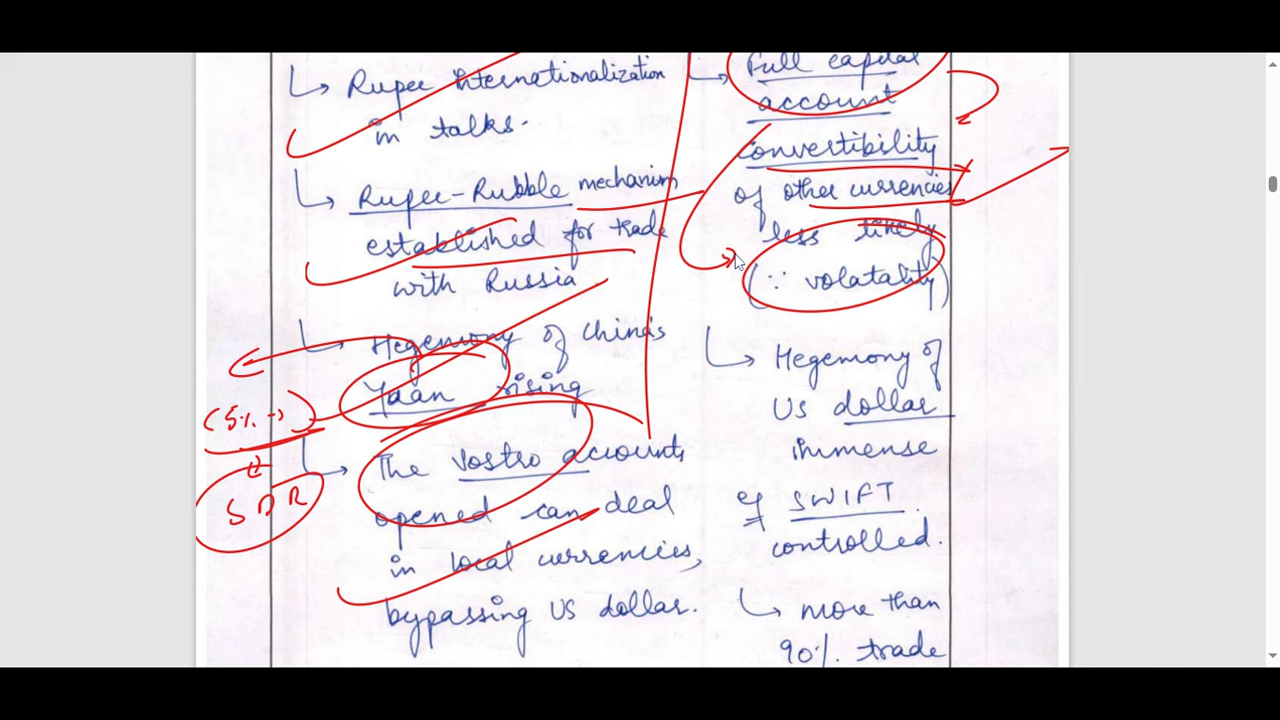 ↳ Rupee internationalization
in talks.
↳ Rupee-Rubble mechanism
established for trade
with Russia.
↳ Hegemony of China's
Yuan rising
↳ The vostro accounts
opened can deal
in local currencies,
bypassing US dollar.
(5% →)
SDR
↳ Full capital
account
convertibility
of other currencies
less likely
(∵ volatality)
↳ Hegemony of
US dollar
immense
eg SWIFT
controlled.
↳ more than
90% trade